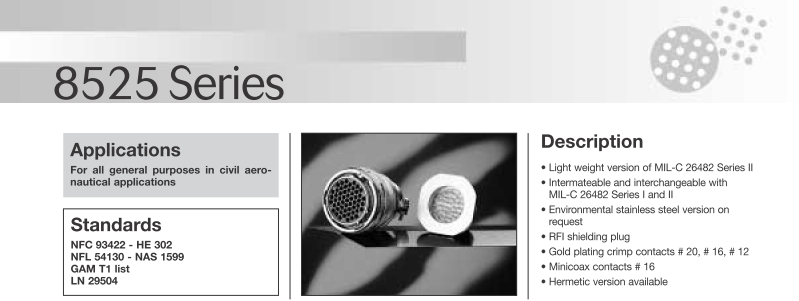 8525 Series
Applications
For all general purposes in civil aero-
nautical applications
Standards
NFC 93422 - HE 302
NFL 54130 - NAS 1599
GAM T1 list
LN 29504
Description
• Light weight version of MIL-C 26482 Series II
• Intermateable and interchangeable with
MIL-C 26482 Series I and II
• Environmental stainless steel version on
request
• RFI shielding plug
• Gold plating crimp contacts # 20, # 16, # 12
• Minicoax contacts # 16
• Hermetic version available